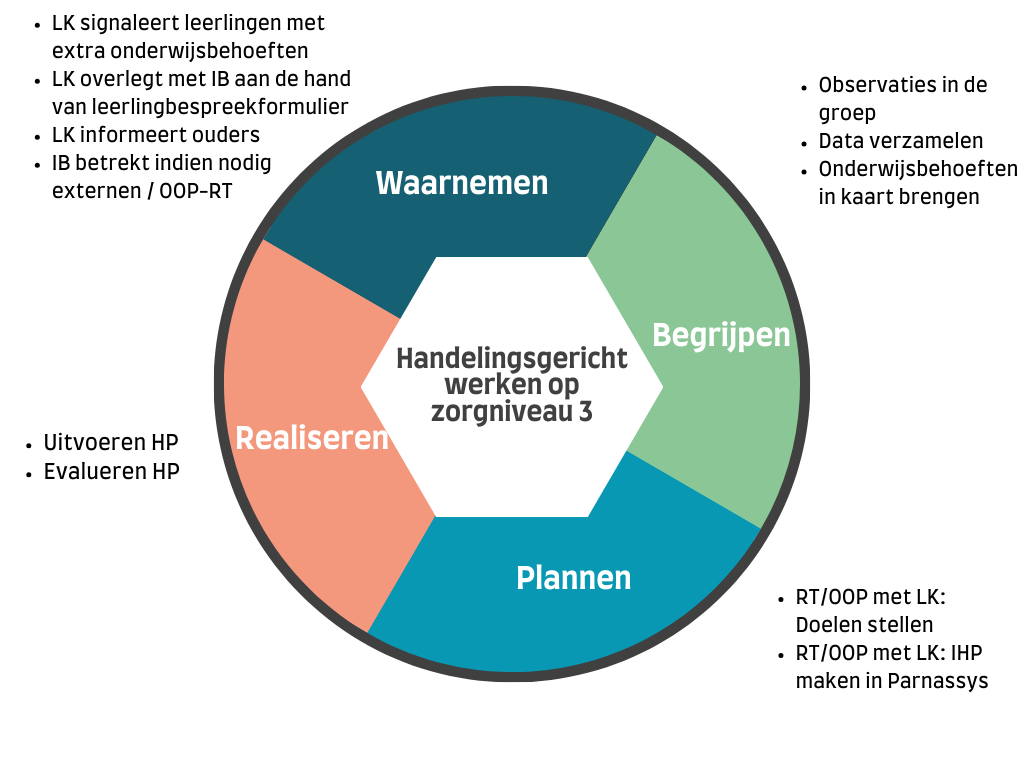 • LK signaleert leerlingen met
extra onderwijsbehoeften
• LK overlegt met IB aan de hand
van leerlingbespreekformulier
• LK informeert ouders
• IB betrekt indien nodig
externen / OOP-RT
• Observaties in de
groep
• Data verzamelen
• Onderwijsbehoeften
in kaart brengen
Waarnemen
Begrijpen
Handelingsgericht
werken op
zorgniveau 3
Realiseren
• Uitvoeren HP
• Evalueren HP
Plannen
• RT/OOP met LK:
Doelen stellen
• RT/OOP met LK: IHP
maken in Parnassys